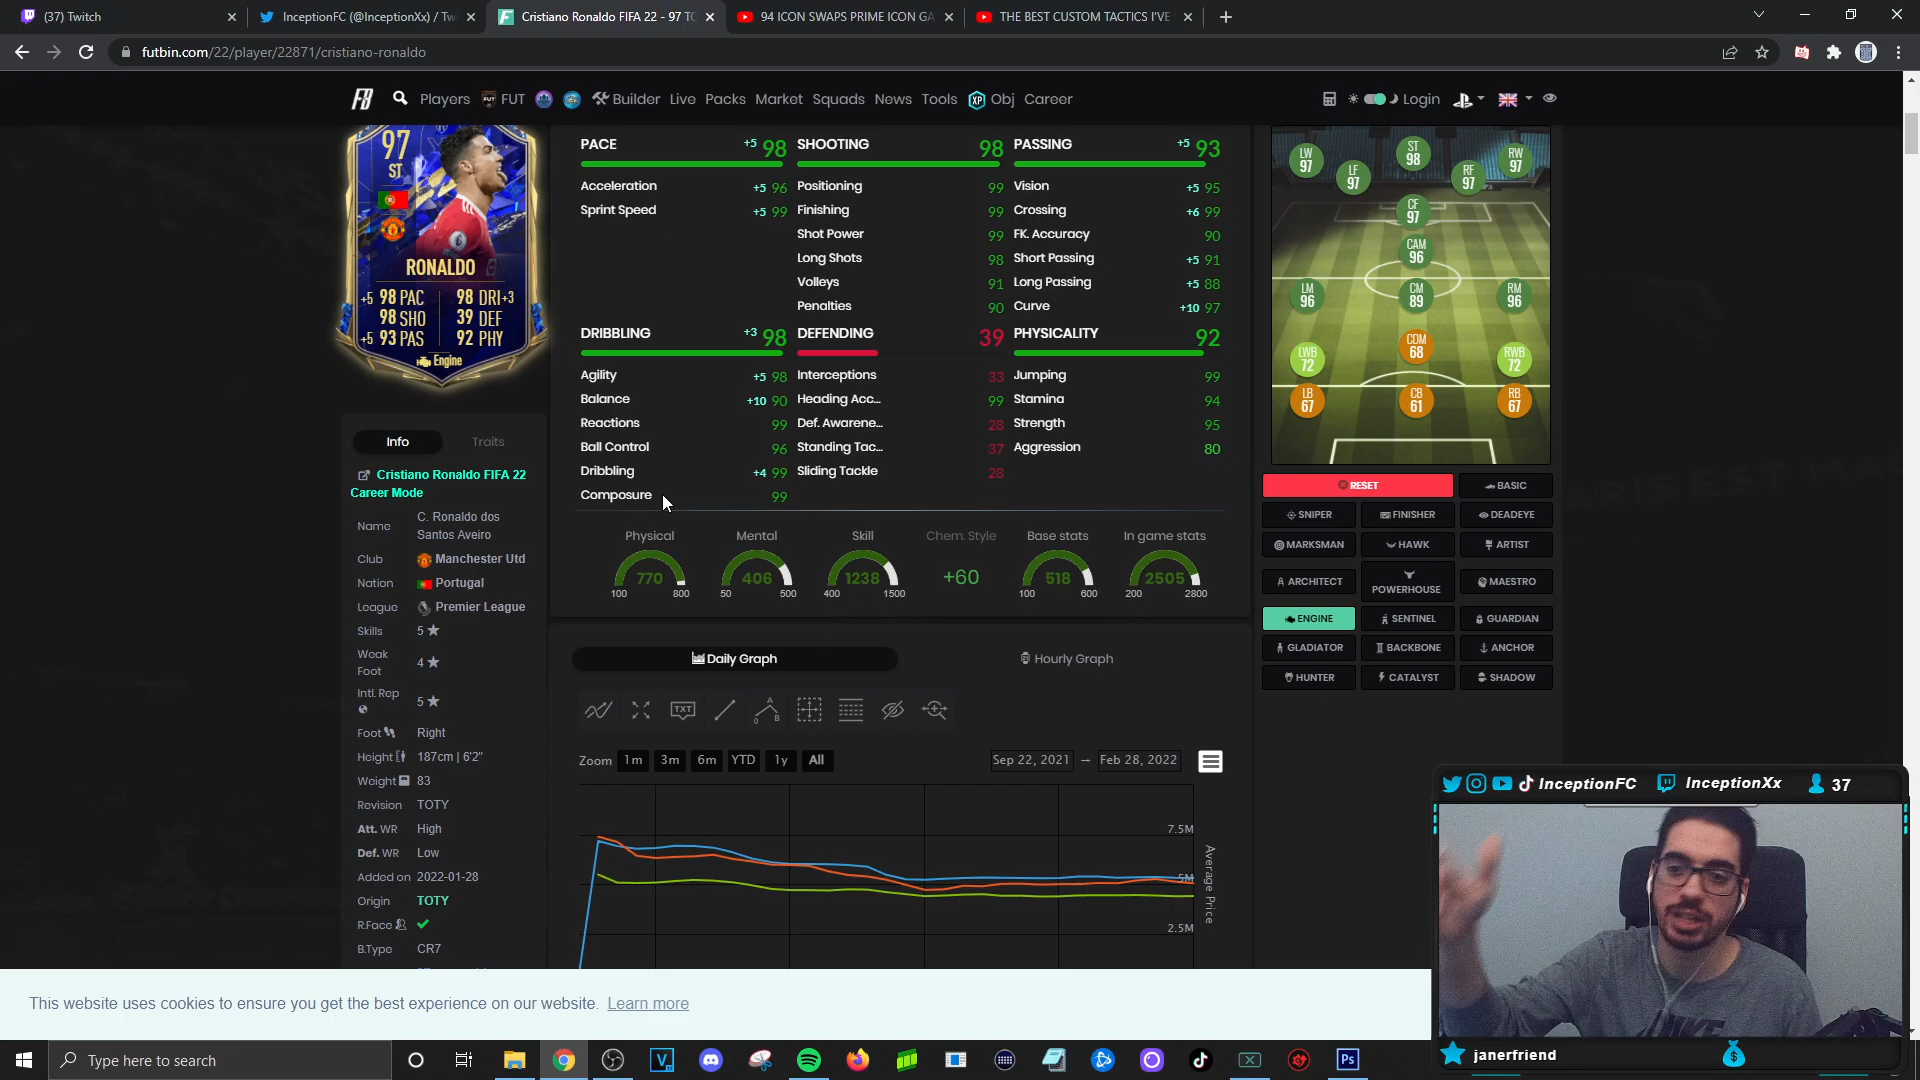 (37) Twitch
InceptionFC (@InceptionXx) / Tw
Cristiano Ronaldo FIFA 22 - 97 TO
94 ICON SWAPS PRIME ICON GA
THE BEST CUSTOM TACTICS I'VE
futbin.com/22/player/22871/cristiano-ronaldo
Players FUT Builder Live Packs Market Squads News Tools XP Obj Career Login
97
ST
RONALDO
+5 98 PAC 98 DRI+3
98 SHO 39 DEF
+5 93 PAS 92 PHY
Engine
PACE +5 98
Acceleration +5 96
Sprint Speed +5 99
SHOOTING 98
Positioning 99
Finishing 99
Shot Power 99
Long Shots 98
Volleys 91
Penalties 90
PASSING +5 93
Vision +5 95
Crossing +6 99
FK. Accuracy 90
Short Passing +5 91
Long Passing +5 88
Curve +10 97
DRIBBLING +3 98
Agility +5 98
Balance +10 90
Reactions 99
Ball Control 96
Dribbling +4 99
Composure 99
DEFENDING 39
Interceptions 33
Heading Acc... 99
Def. Awarene... 28
Standing Tac... 37
Sliding Tackle 28
PHYSICALITY 92
Jumping 99
Stamina 94
Strength 95
Aggression 80
Physical 770 100 800
Mental 406 50 500
Skill 1238 400 1500
Chem. Style +60
Base stats 518 100 600
In game stats 2505 200 2800
LW 97
LF 97
ST 98
RF 97
RW 97
CF 97
CAM 96
LM 96
CM 89
RM 96
LWB 72
CDM 68
RWB 72
LB 67
CB 61
RB 67
RESET BASIC
SNIPER FINISHER DEADEYE
MARKSMAN HAWK ARTIST
ARCHITECT POWERHOUSE MAESTRO
ENGINE SENTINEL GUARDIAN
GLADIATOR BACKBONE ANCHOR
HUNTER CATALYST SHADOW
Info Traits
Cristiano Ronaldo FIFA 22
Career Mode
Name C. Ronaldo dos
Santos Aveiro
Club Manchester Utd
Nation Portugal
League Premier League
Skills 5
Weak
Foot 4
Intl. Rep 5
Foot Right
Height 187cm | 6'2"
Weight 83
Revision TOTY
Att. WR High
Def. WR Low
Added on 2022-01-28
Origin TOTY
R.Face
B.Type CR7
Daily Graph Hourly Graph
TXT
A
0 B
Zoom 1m 3m 6m YTD 1y All Sep 22, 2021 → Feb 28, 2022
7.5M
5M
2.5M
Average Price
InceptionFC InceptionXx 37
janerfriend
This website uses cookies to ensure you get the best experience on our website. Learn more
Type here to search
V
Ps